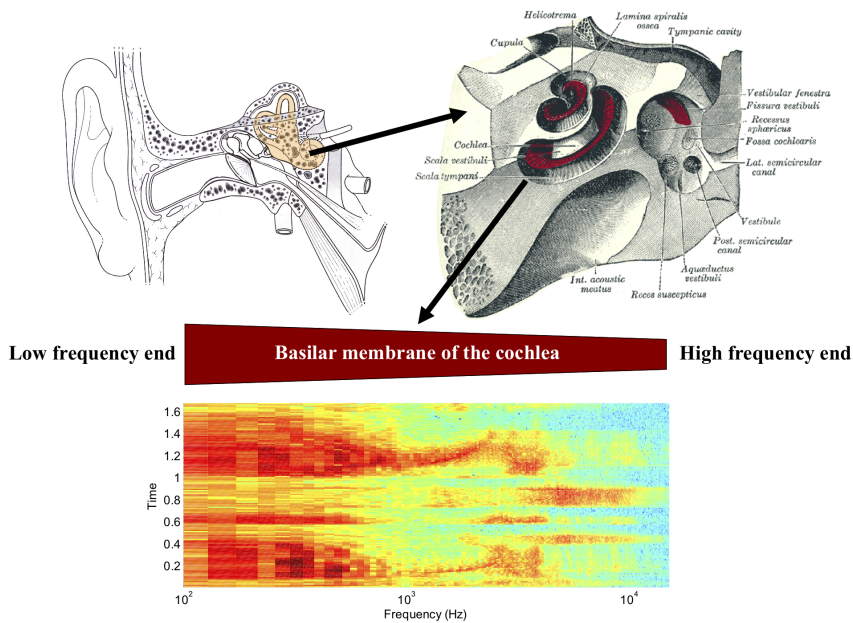 Helicotrema
Lamina spiralis
ossea
Tympanic cavity
Cupula
Vestibular fenestra
Fissura vestibuli
Recessus
sphæricus
Fossa cochlearis
Cochlea
Scala vestibuli
Scala tympani
Lat. semicircular
canal
Vestibule
Post. semicircular
canal
Aquæductus
vestibuli
Int. acoustic
meatus
Reces suscepticus
Low frequency end
Basilar membrane of the cochlea
High frequency end
1.6
1.4
1.2
1
0.8
0.6
0.4
0.2
Time
10²
10³
10⁴
Frequency (Hz)